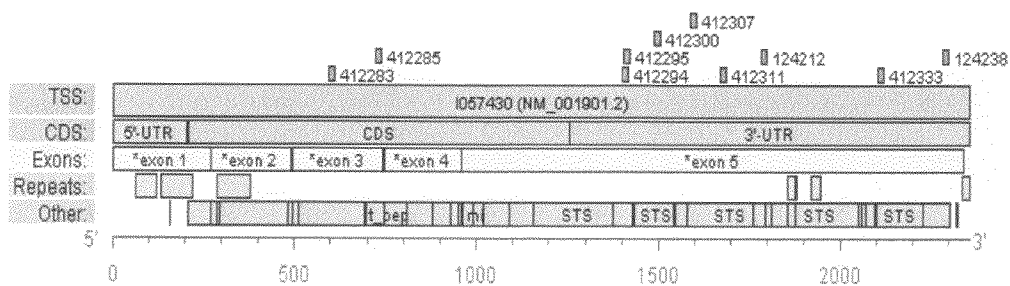 412307
412300
412285 412295 124212 124238
412283 412294 412311 412333
TSS: I057430 (NM_001901.2)
CDS: 5'-UTR CDS 3'-UTR
Exons: *exon 1 *exon 2 *exon 3 *exon 4 *exon 5
Repeats:
Other: STS STS STS STS STS
5' 3'
0 500 1000 1500 2000